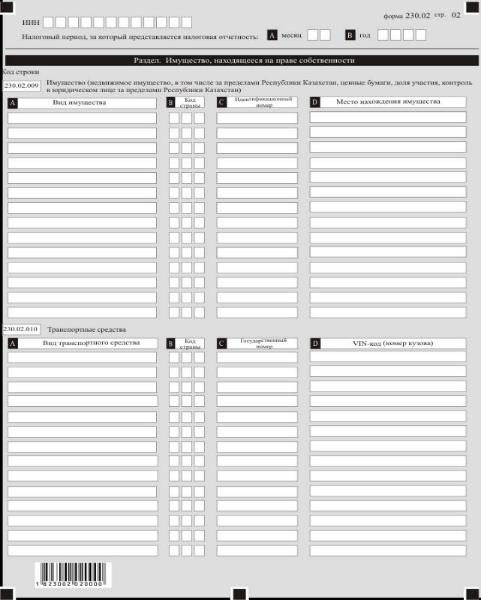 форма 230.02 стр. 02
ИИН
Налоговый период, за который представляется налоговая отчетность: A месяц B год
Раздел. Имущество, находящееся на праве собственности
Код строки
230.02.009 Имущество (недвижимое имущество, в том числе за пределами Республики Казахстан, ценные бумаги, доля участия, контроль
в юридическом лице за пределами Республики Казахстан)
A Вид имущества B Код страны C Идентификационный номер D Место нахождения имущества
230.02.010 Транспортные средства
A Вид транспортного средства B Код страны C Государственный номер D VIN-код (номер кузова)
1 823002 020000